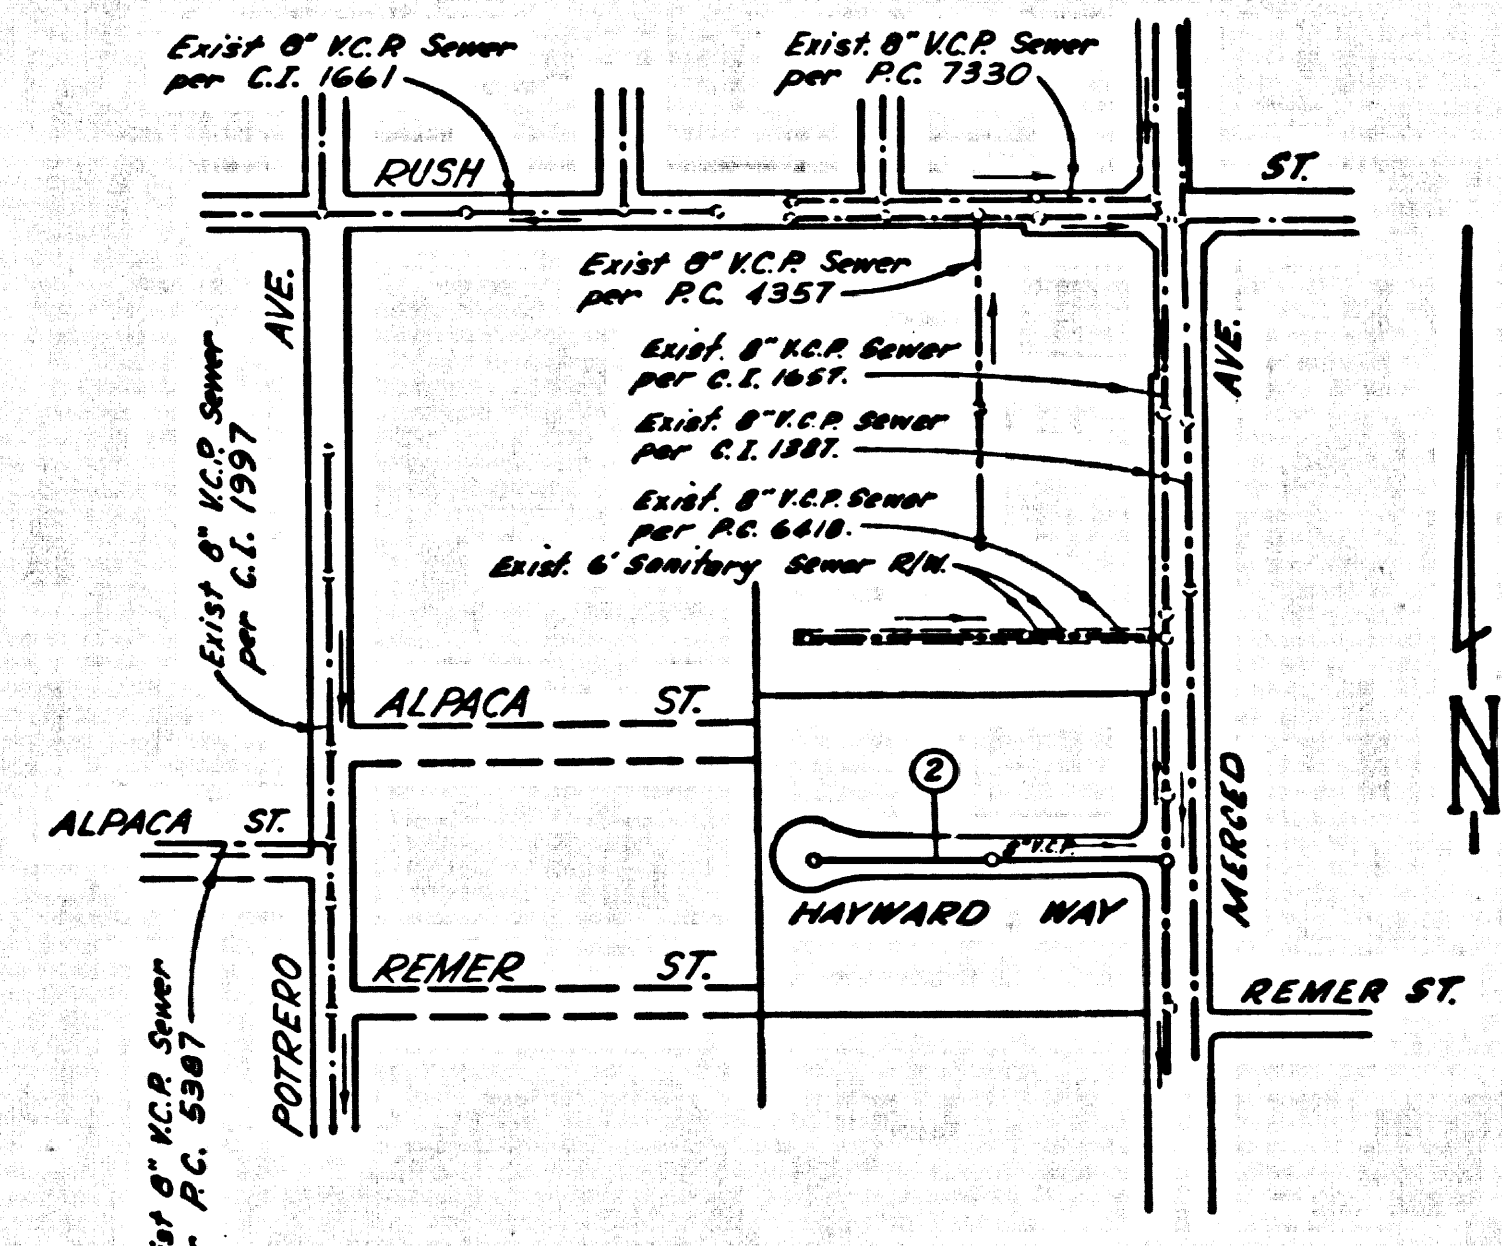 Exist 8" V.C.P. Sewer
per C.I. 1661
Exist. 8" V.C.P. Sewer
per P.C. 7330
RUSH
ST.
Exist 8" V.C.P. Sewer
per P.C. 4357
AVE.
Exist. 8" V.C.P. Sewer
per C.I. 1657.
AVE.
Exist. 8" V.C.P. Sewer
per C.I. 1387.
Exist 8" V.C.P. Sewer
per C.I. 1997
Exist. 8" V.C.P. Sewer
per P.C. 6418.
Exist. 6' Sanitary Sewer R/W.
ALPACA ST.
2
MERCED
N
ALPACA ST.
8" V.C.P.
HAYWARD WAY
REMER ST.
POTRERO
REMER ST.
8" V.C.P. Sewer
P.C. 5387